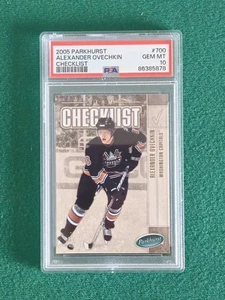 2005 PARKHURST #700
ALEXANDER OVECHKIN GEM MT
CHECKLIST 10
PSA 86385878
CHECKLIST
ALEXANDER OVECHKIN
WASHINGTON CAPITALS
Parkhurst